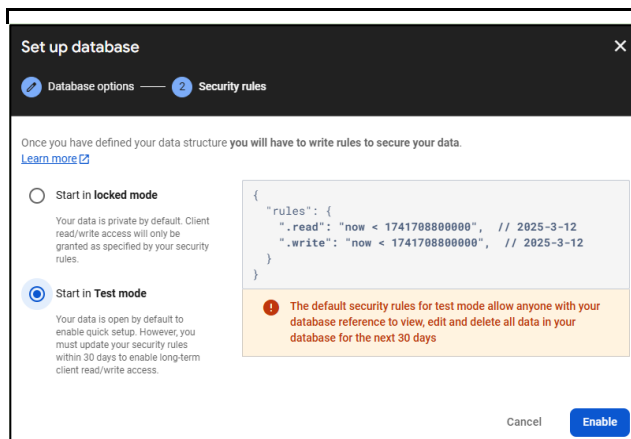 Set up database
Database options
2 Security rules
Once you have defined your data structure you will have to write rules to secure your data.
Learn more
Start in locked mode
Your data is private by default. Client
read/write access will only be
granted as specified by your security
rules.
Start in Test mode
Your data is open by default to
enable quick setup. However, you
must update your security rules
within 30 days to enable long-term
client read/write access.
{
"rules": {
".read": "now < 1741708800000", // 2025-3-12
".write": "now < 1741708800000", // 2025-3-12
}
}
The default security rules for test mode allow anyone with your
database reference to view, edit and delete all data in your
database for the next 30 days
Cancel
Enable